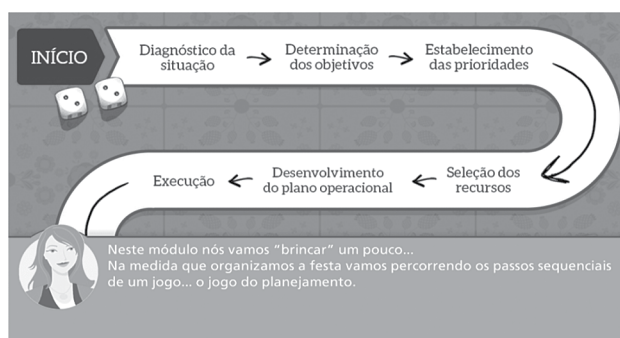 INÍCIO
Diagnóstico da
situação
Determinação
dos objetivos
Estabelecimento
das prioridades
Seleção dos
recursos
Desenvolvimento
do plano operacional
Execução
Neste módulo nós vamos "brincar" um pouco...
Na medida que organizamos a festa vamos percorrendo os passos sequenciais
de um jogo... o jogo do planejamento.